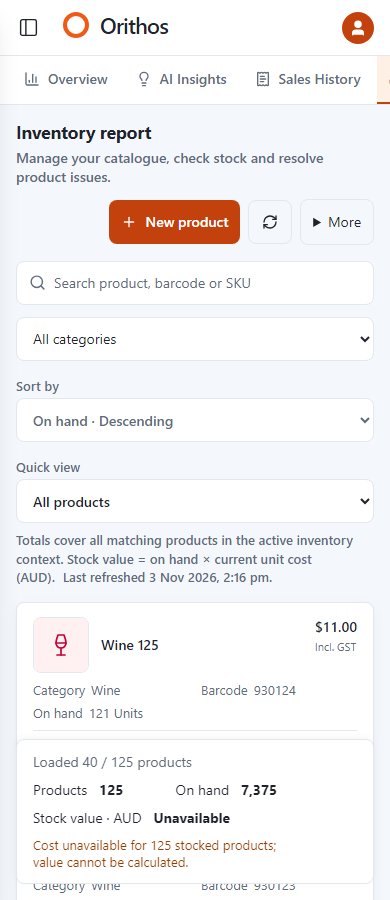 Orithos
Overview
AI Insights
Sales History
Inventory report
Manage your catalogue, check stock and resolve
product issues.
New product
More
Search product, barcode or SKU
All categories
Sort by
On hand · Descending
Quick view
All products
Totals cover all matching products in the active inventory
context. Stock value = on hand × current unit cost
(AUD). Last refreshed 3 Nov 2026, 2:16 pm.
$11.00
Wine 125
Incl. GST
Category Wine Barcode 930124
On hand 121 Units
Loaded 40 / 125 products
Products 125 On hand 7,375
Stock value · AUD Unavailable
Cost unavailable for 125 stocked products;
value cannot be calculated.
Category Wine Barcode 930123